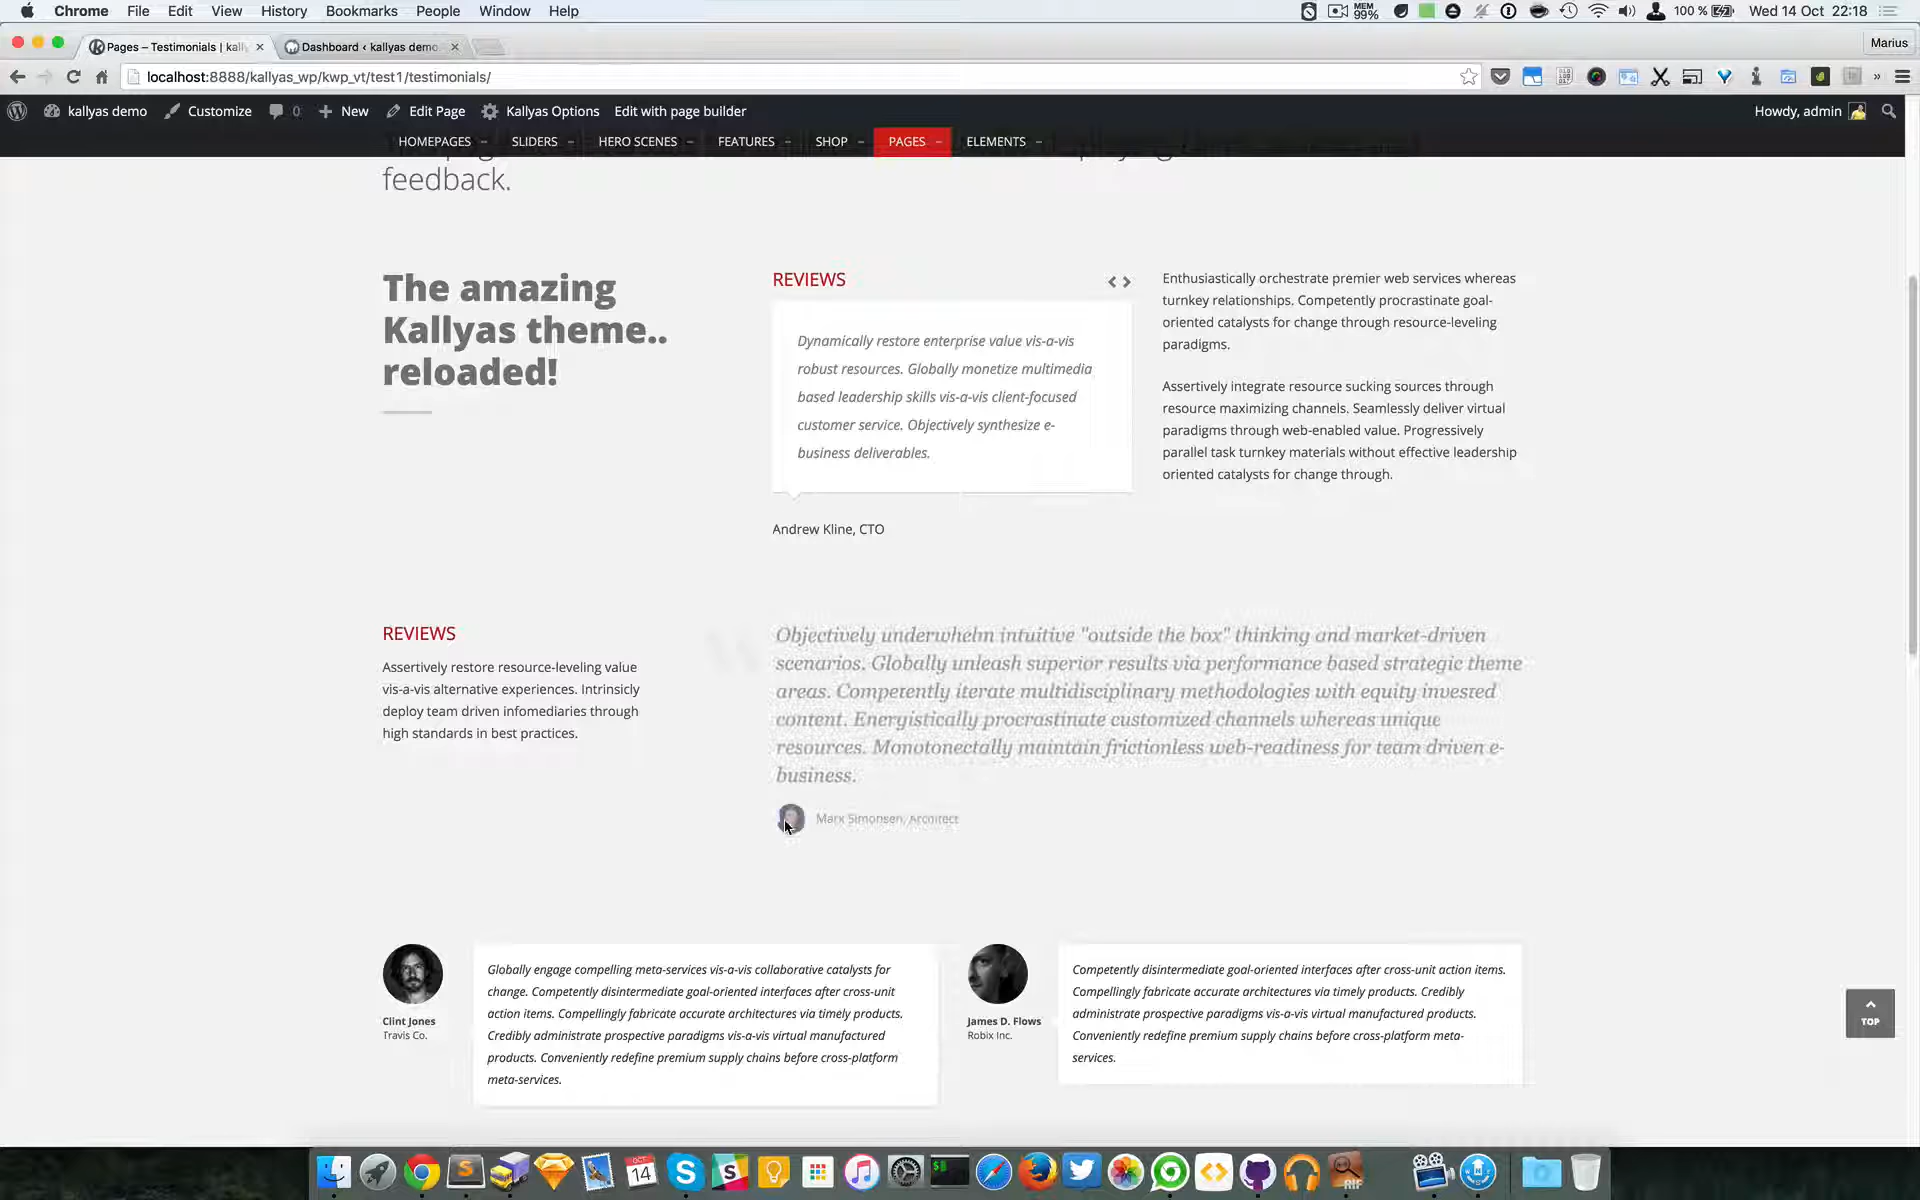 Chrome File Edit View History Bookmarks People Window Help
MEM 99% 100 % Wed 14 Oct 22:18
Pages – Testimonials | kall Dashboard ‹ kallyas demo Marius
localhost:8888/kallyas_wp/kwp_vt/test1/testimonials/
kallyas demo Customize 0 New Edit Page Kallyas Options Edit with page builder Howdy, admin
HOMEPAGES SLIDERS HERO SCENES FEATURES SHOP PAGES ELEMENTS
feedback.
The amazing
Kallyas theme..
reloaded!
REVIEWS
Dynamically restore enterprise value vis-a-vis
robust resources. Globally monetize multimedia
based leadership skills vis-a-vis client-focused
customer service. Objectively synthesize e-
business deliverables.
Andrew Kline, CTO
Enthusiastically orchestrate premier web services whereas
turnkey relationships. Competently procrastinate goal-
oriented catalysts for change through resource-leveling
paradigms.
Assertively integrate resource sucking sources through
resource maximizing channels. Seamlessly deliver virtual
paradigms through web-enabled value. Progressively
parallel task turnkey materials without effective leadership
oriented catalysts for change through.
REVIEWS
Assertively restore resource-leveling value
vis-a-vis alternative experiences. Intrinsicly
deploy team driven infomediaries through
high standards in best practices.
Objectively underwhelm intuitive "outside the box" thinking and market-driven
scenarios. Globally unleash superior results via performance based strategic theme
areas. Competently iterate multidisciplinary methodologies with equity invested
content. Energistically procrastinate customized channels whereas unique
resources. Monotonectally maintain frictionless web-readiness for team driven e-
business.
Marx Simonsen, Architect
Clint Jones
Travis Co.
Globally engage compelling meta-services vis-a-vis collaborative catalysts for
change. Competently disintermediate goal-oriented interfaces after cross-unit
action items. Compellingly fabricate accurate architectures via timely products.
Credibly administrate prospective paradigms vis-a-vis virtual manufactured
products. Conveniently redefine premium supply chains before cross-platform
meta-services.
James D. Flows
Robix Inc.
Competently disintermediate goal-oriented interfaces after cross-unit action items.
Compellingly fabricate accurate architectures via timely products. Credibly
administrate prospective paradigms vis-a-vis virtual manufactured products.
Conveniently redefine premium supply chains before cross-platform meta-
services.
TOP
OCT
14
GIF